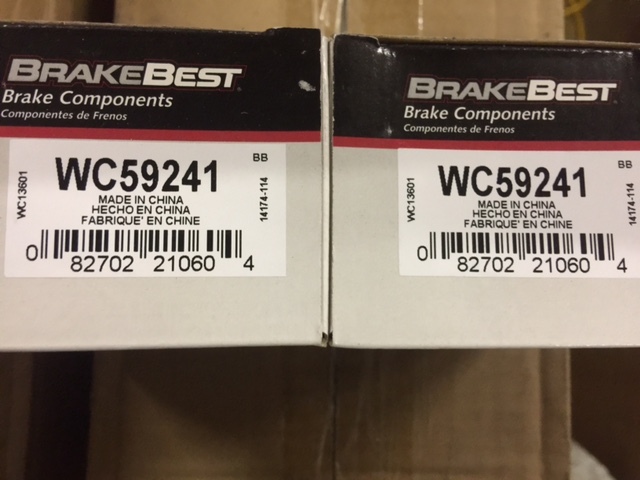 BRAKEBEST
Brake Components
Componentes de Frenos
BB
WC59241
MADE IN CHINA
HECHO EN CHINA
FABRIQUE' EN CHINE
WC13601
14174-114
0 82702 21060 4
BRAKEBEST
Brake Components
Componentes de Frenos
BB
WC59241
MADE IN CHINA
HECHO EN CHINA
FABRIQUE' EN CHINE
WC13601
14174-114
0 82702 21060 4